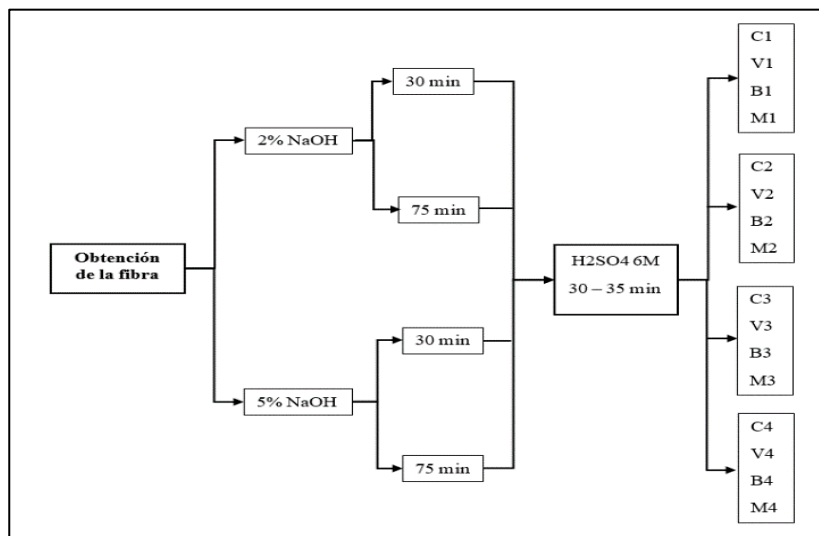 Obtención
de la fibra
2% NaOH
5% NaOH
30 min
75 min
30 min
75 min
H2SO4 6M
30 – 35 min
C1
V1
B1
M1
C2
V2
B2
M2
C3
V3
B3
M3
C4
V4
B4
M4